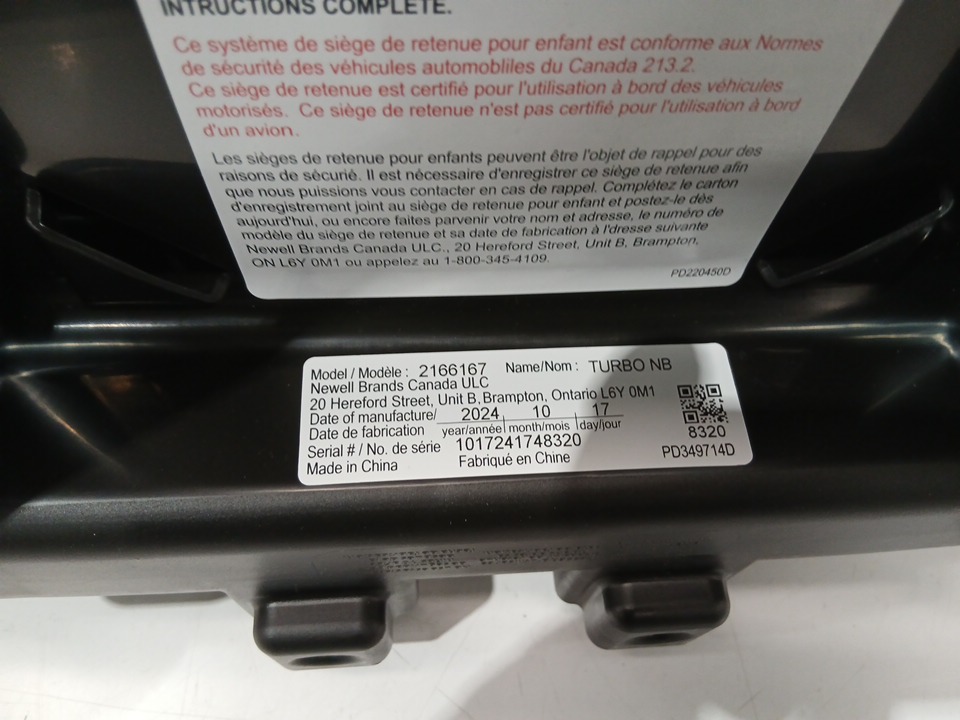 INTRUCTIONS COMPLETE.
Ce systéme de siège de retenue pour enfant est conforme aux Normes
de sécurité des véhicules automobliles du Canada 213.2.
Ce siège de retenue est certifié pour l'utilisation à bord des véhicules
motorisés. Ce siège de retenue n'est pas certifié pour l'utilisation à bord
d'un avion.
Les sièges de retenue pour enfants peuvent être l'objet de rappel pour des
raisons de sécurié. Il est nécessaire d'enregistrer ce siège de retenue afin
que nous puissions vous contacter en cas de rappel. Complétez le carton
d'enregistrement joint au siège de retenue pour enfant et postez-le dès
aujourd'hui, ou encore faites parvenir votre nom et adresse, le numéro de
modèle du siège de retenue et sa date de fabrication à l'dresse suivante
Newell Brands Canada ULC., 20 Hereford Street, Unit B, Brampton,
ON L6Y 0M1 ou appelez au 1-800-345-4109.
PD220450D
Model / Modèle : 2166167 Name/Nom : TURBO NB
Newell Brands Canada ULC
20 Hereford Street, Unit B, Brampton, Ontario L6Y 0M1
Date of manufacture/ 2024 10 17
Date de fabrication year/année month/mois day/jour
Serial # / No. de série 1017241748320
8320
Made in China Fabriqué en Chine PD349714D